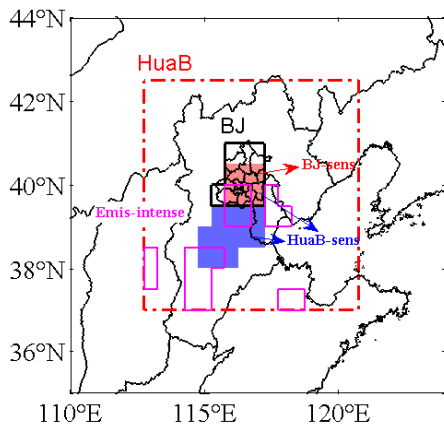 44°N
HuaB
42°N
BJ
BJ-sens
40°N
Emis-intense
HuaB-sens
38°N
36°N
110°E 115°E 120°E